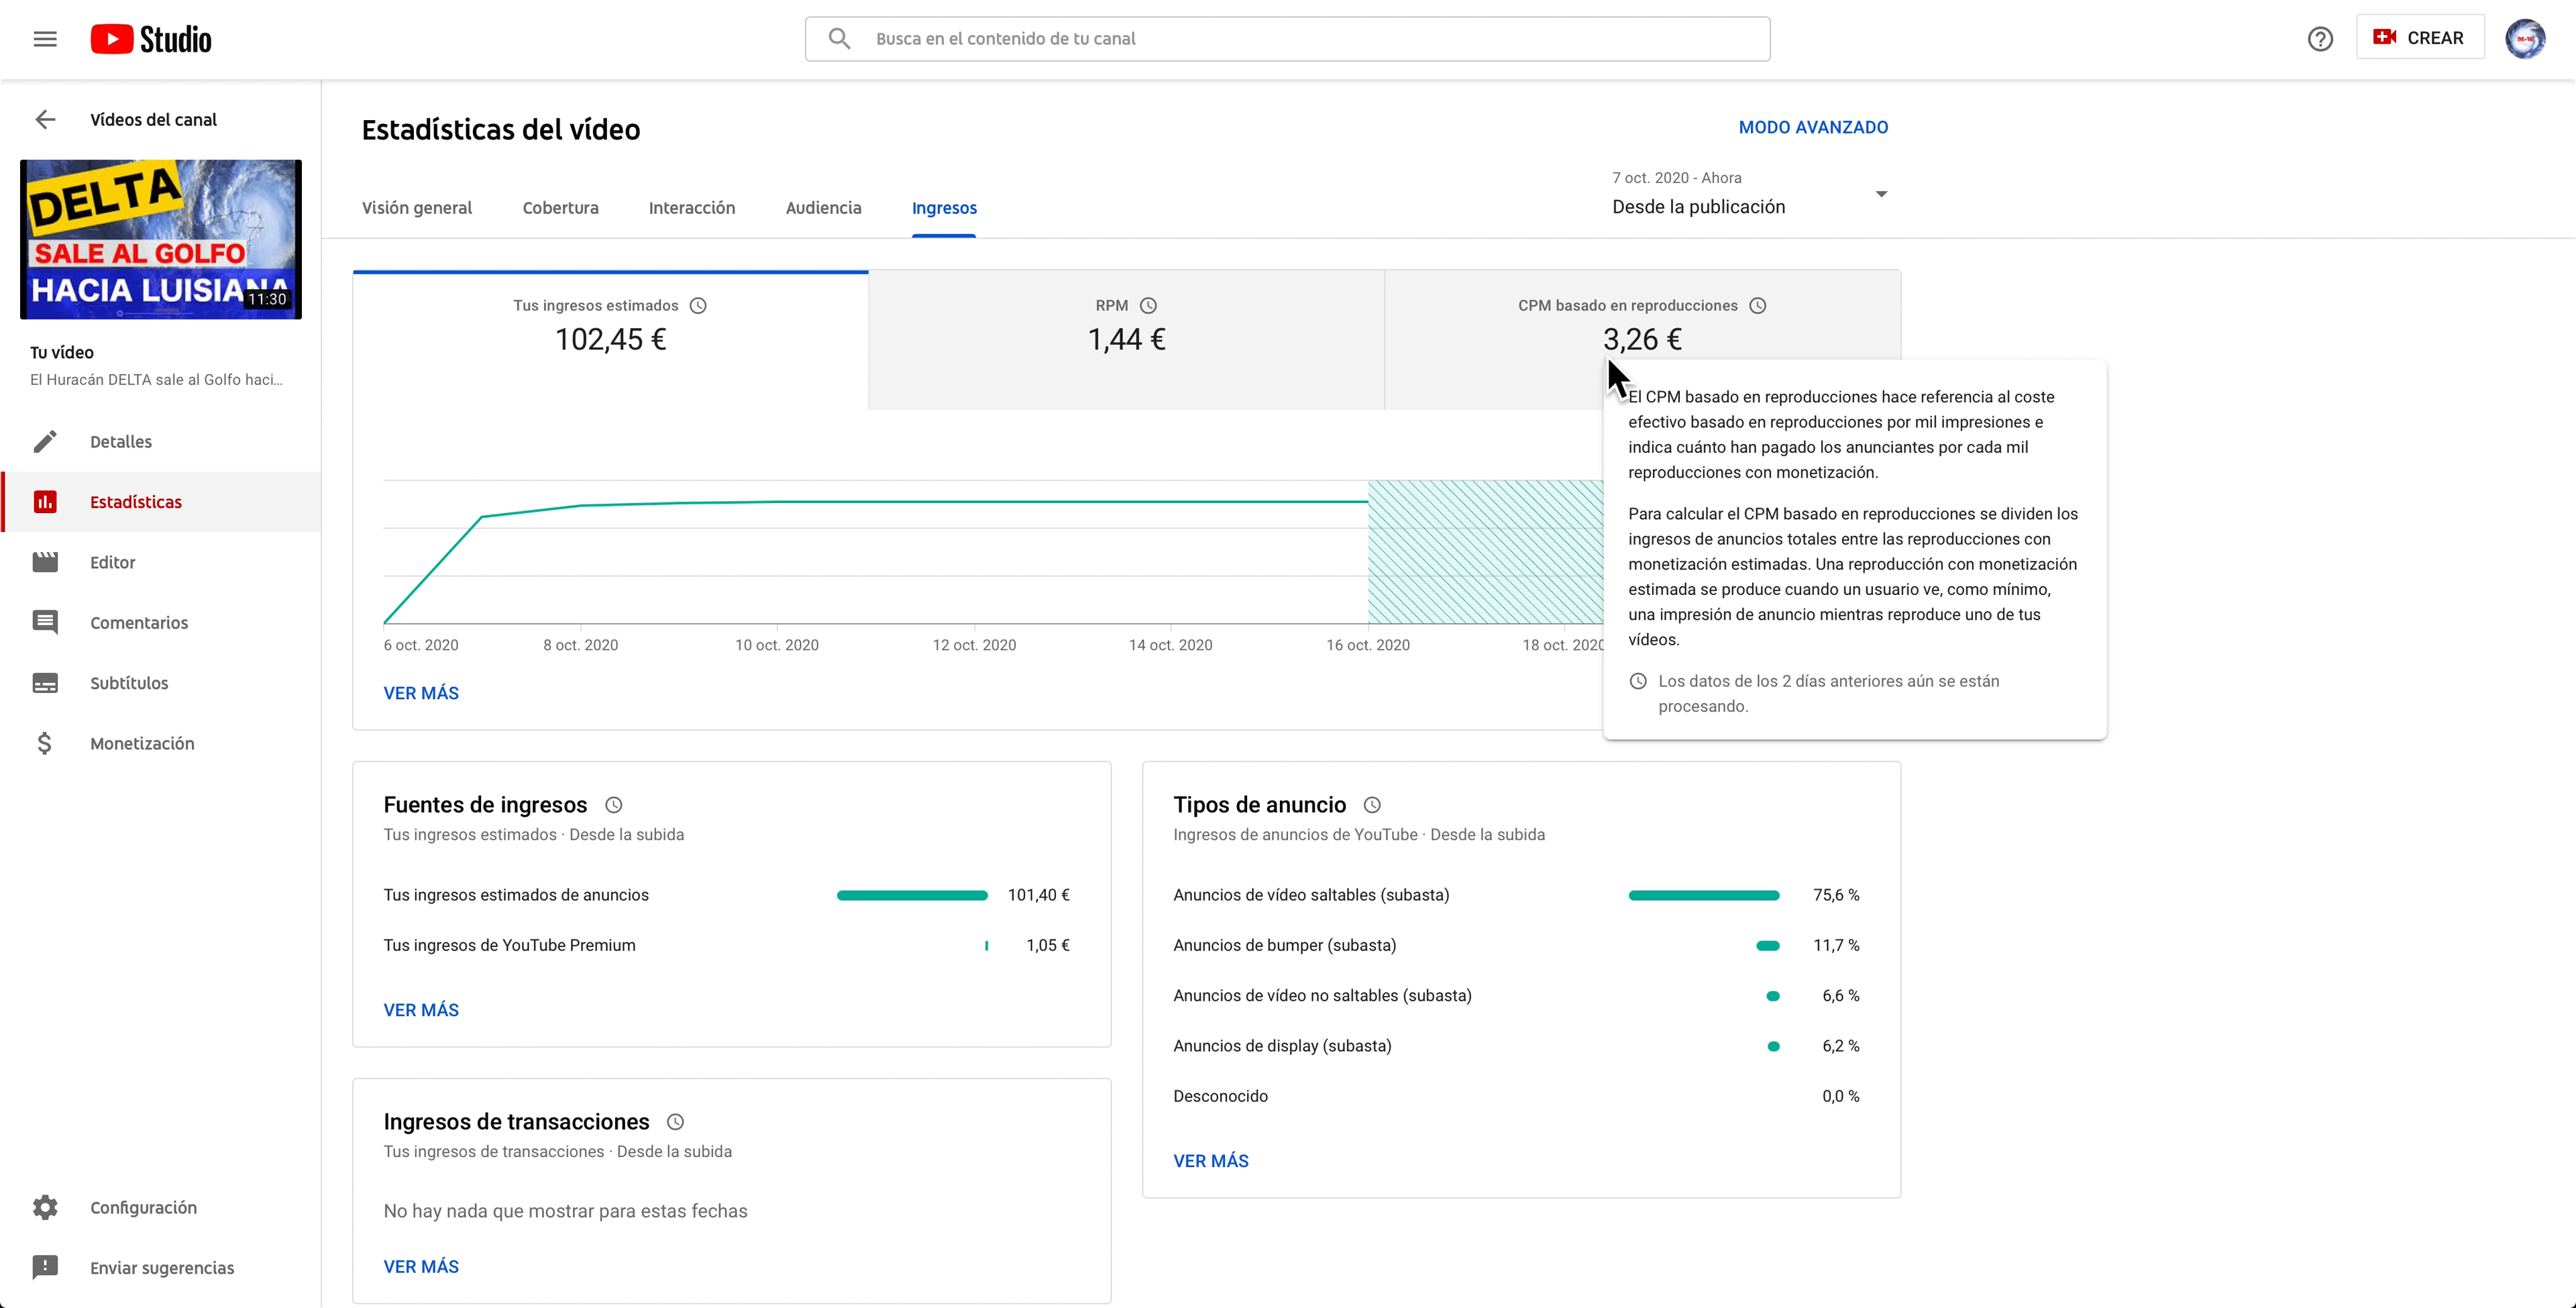 Studio
Busca en el contenido de tu canal
CREAR
M-W
Vídeos del canal
DELTA
SALE AL GOLFO
HACIA LUISIANA
11:30
Tu vídeo
El Huracán DELTA sale al Golfo haci...
Detalles
Estadísticas
Editor
Comentarios
Subtítulos
Monetización
Configuración
Enviar sugerencias
Estadísticas del vídeo
MODO AVANZADO
Visión general
Cobertura
Interacción
Audiencia
Ingresos
7 oct. 2020 - Ahora
Desde la publicación
Tus ingresos estimados
102,45 €
RPM
1,44 €
CPM basado en reproducciones
3,26 €
El CPM basado en reproducciones hace referencia al coste
efectivo basado en reproducciones por mil impresiones e
indica cuánto han pagado los anunciantes por cada mil
reproducciones con monetización.
Para calcular el CPM basado en reproducciones se dividen los
ingresos de anuncios totales entre las reproducciones con
monetización estimadas. Una reproducción con monetización
estimada se produce cuando un usuario ve, como mínimo,
una impresión de anuncio mientras reproduce uno de tus
vídeos.
Los datos de los 2 días anteriores aún se están
procesando.
6 oct. 2020
8 oct. 2020
10 oct. 2020
12 oct. 2020
14 oct. 2020
16 oct. 2020
18 oct. 2020
VER MÁS
Fuentes de ingresos
Tus ingresos estimados · Desde la subida
Tus ingresos estimados de anuncios 101,40 €
Tus ingresos de YouTube Premium 1,05 €
VER MÁS
Ingresos de transacciones
Tus ingresos de transacciones · Desde la subida
No hay nada que mostrar para estas fechas
VER MÁS
Tipos de anuncio
Ingresos de anuncios de YouTube · Desde la subida
Anuncios de vídeo saltables (subasta) 75,6 %
Anuncios de bumper (subasta) 11,7 %
Anuncios de vídeo no saltables (subasta) 6,6 %
Anuncios de display (subasta) 6,2 %
Desconocido 0,0 %
VER MÁS